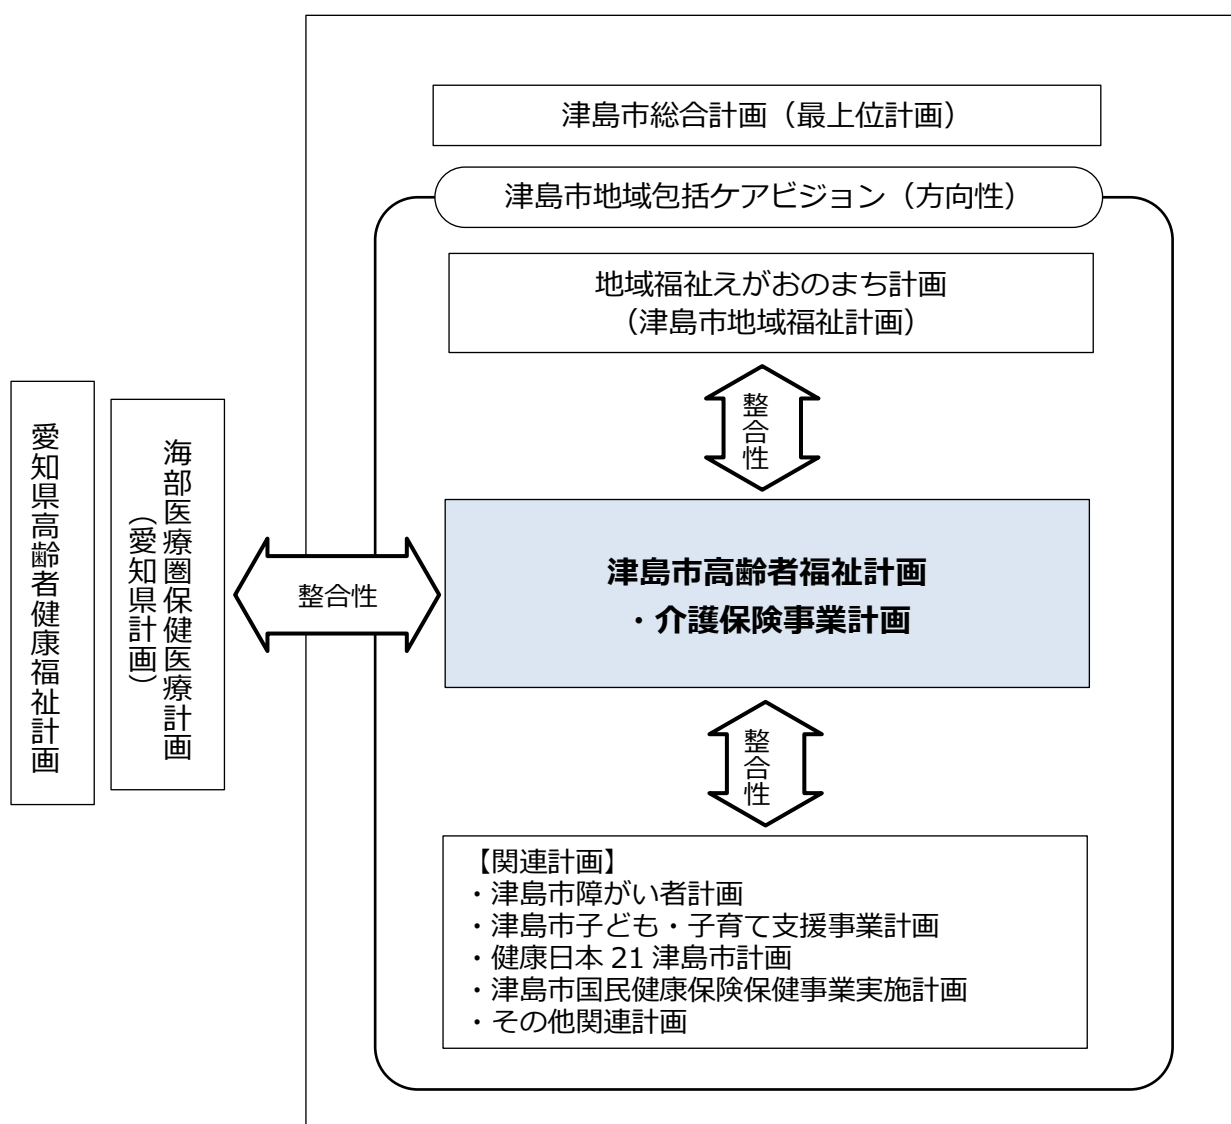 津島市総合計画（最上位計画）
津島市地域包括ケアビジョン（方向性）
地域福祉えがおのまち計画
（津島市地域福祉計画）
整合性
愛知県高齢者健康福祉計画
海部医療圏保健医療計画
（愛知県計画）
整合性
津島市高齢者福祉計画
・介護保険事業計画
整合性
【関連計画】
・津島市障がい者計画
・津島市子ども・子育て支援事業計画
・健康日本 21 津島市計画
・津島市国民健康保険保健事業実施計画
・その他関連計画